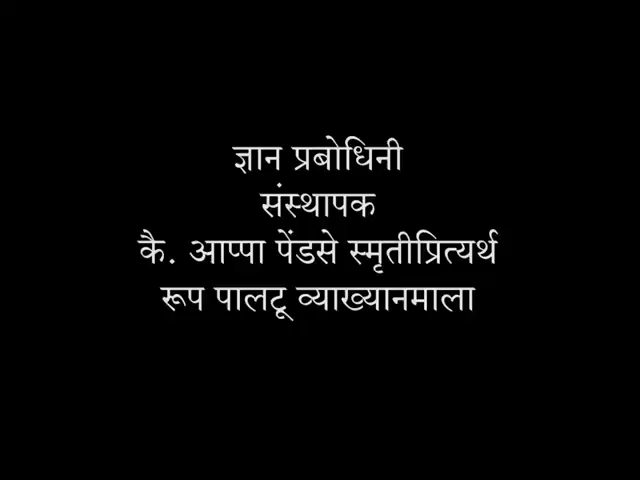 ज्ञान प्रबोधिनी
संस्थापक
कै. आप्पा पेंडसे स्मृतीप्रित्यर्थ
रूप पालटू व्याख्यानमाला